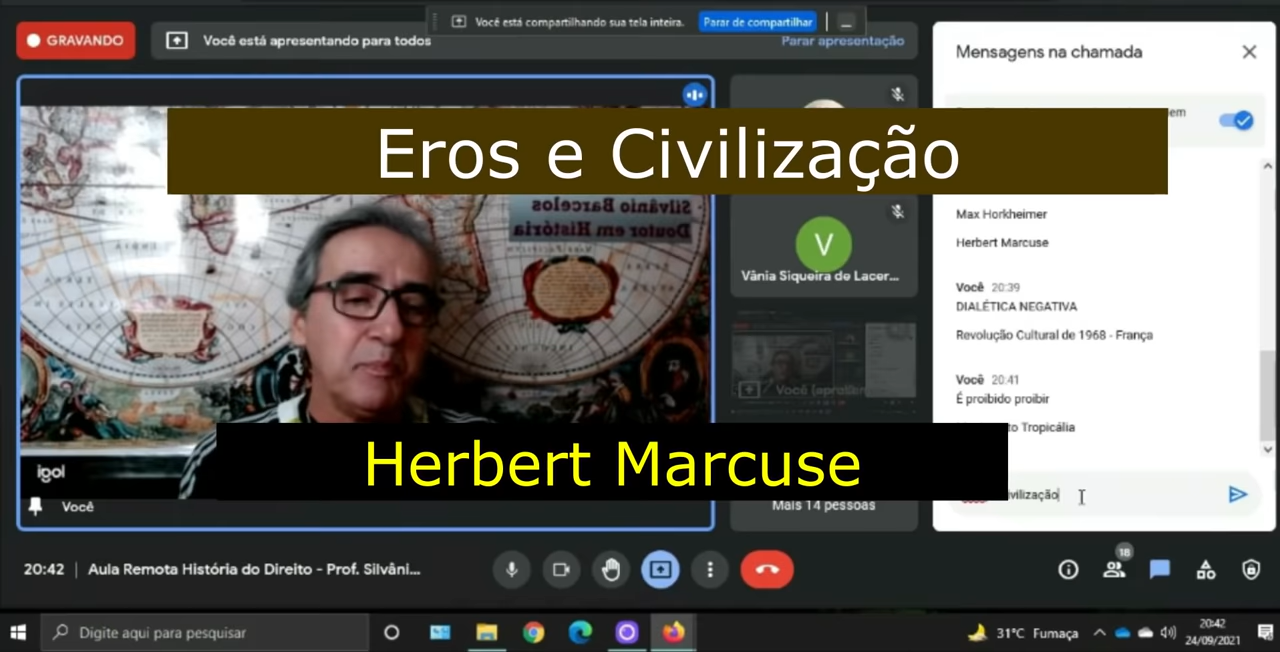 Você está compartilhando sua tela inteira.
Parar de compartilhar
GRAVANDO
Você está apresentando para todos
Parar apresentação
Mensagens na chamada
em
Eros e Civilização
Silvânio Barcelos
Doutor em História
Max Horkheimer
Herbert Marcuse
V
Vânia Siqueira de Lacer...
Você 20:39
DIALÉTICA NEGATIVA
Revolução Cultural de 1968 - França
Você (apresen
Você 20:41
É proibido proibir
to Tropicália
Herbert Marcuse
igol
Você
Mais 14 pessoas
ivilização
20:42 | Aula Remota História do Direito - Prof. Silvâni...
18
Digite aqui para pesquisar
31°C Fumaça
20:42
24/09/2021